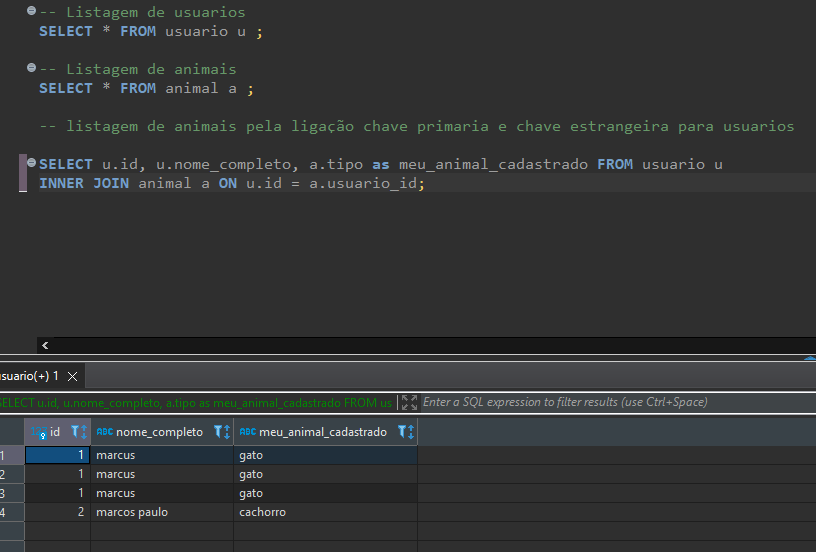 -- Listagem de usuarios
SELECT * FROM usuario u ;
-- Listagem de animais
SELECT * FROM animal a ;
-- listagem de animais pela ligação chave primaria e chave estrangeira para usuarios
SELECT u.id, u.nome_completo, a.tipo as meu_animal_cadastrado FROM usuario u
INNER JOIN animal a ON u.id = a.usuario_id;
suario(+) 1
SELECT u.id, u.nome_completo, a.tipo as meu_animal_cadastrado FROM us Enter a SQL expression to filter results (use Ctrl+Space)
id ABC nome_completo ABC meu_animal_cadastrado
1 1 marcus gato
2 1 marcus gato
3 1 marcus gato
4 2 marcos paulo cachorro